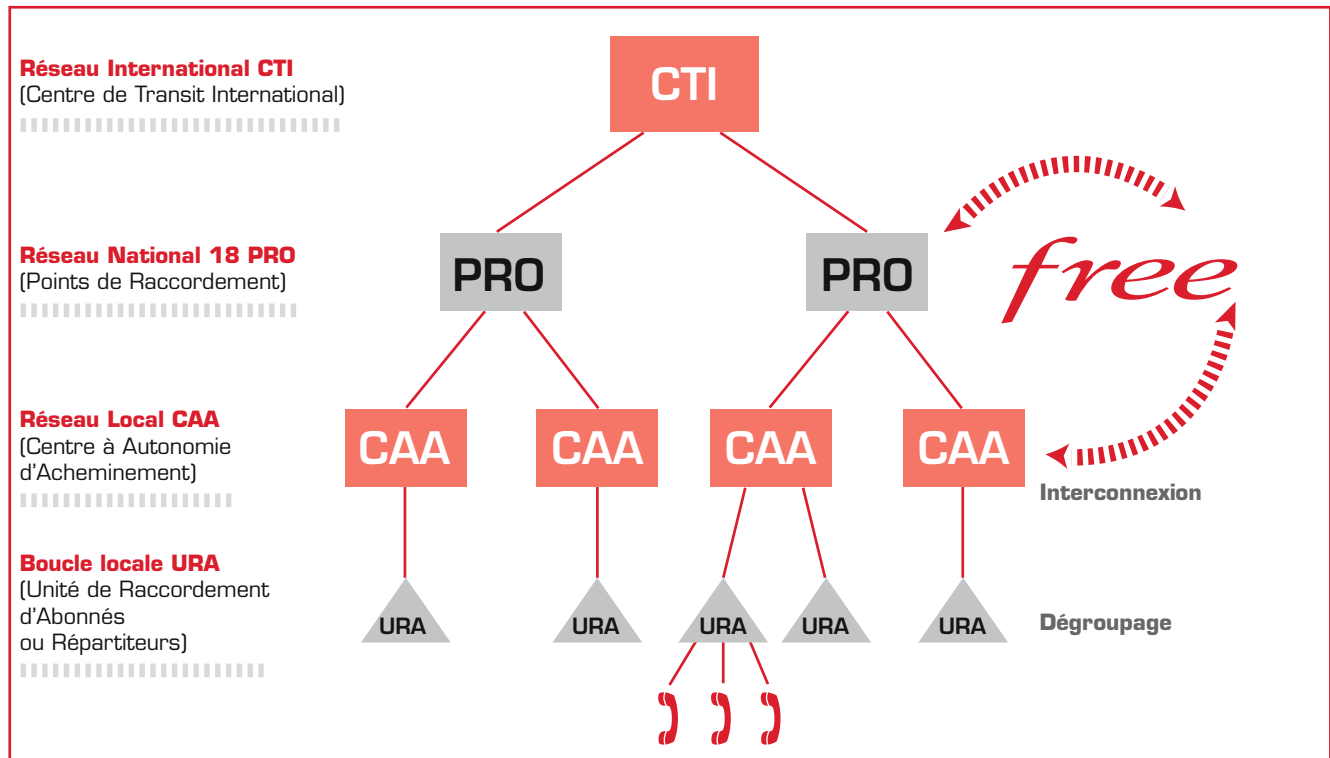 Réseau International CTI
(Centre de Transit International)
CTI
Réseau National 18 PRO
(Points de Raccordement)
PRO
PRO
free
Réseau Local CAA
(Centre à Autonomie
d'Acheminement)
CAA
CAA
CAA
CAA
Interconnexion
Boucle locale URA
(Unité de Raccordement
d'Abonnés
ou Répartiteurs)
URA
URA
URA
URA
URA
Dégroupage